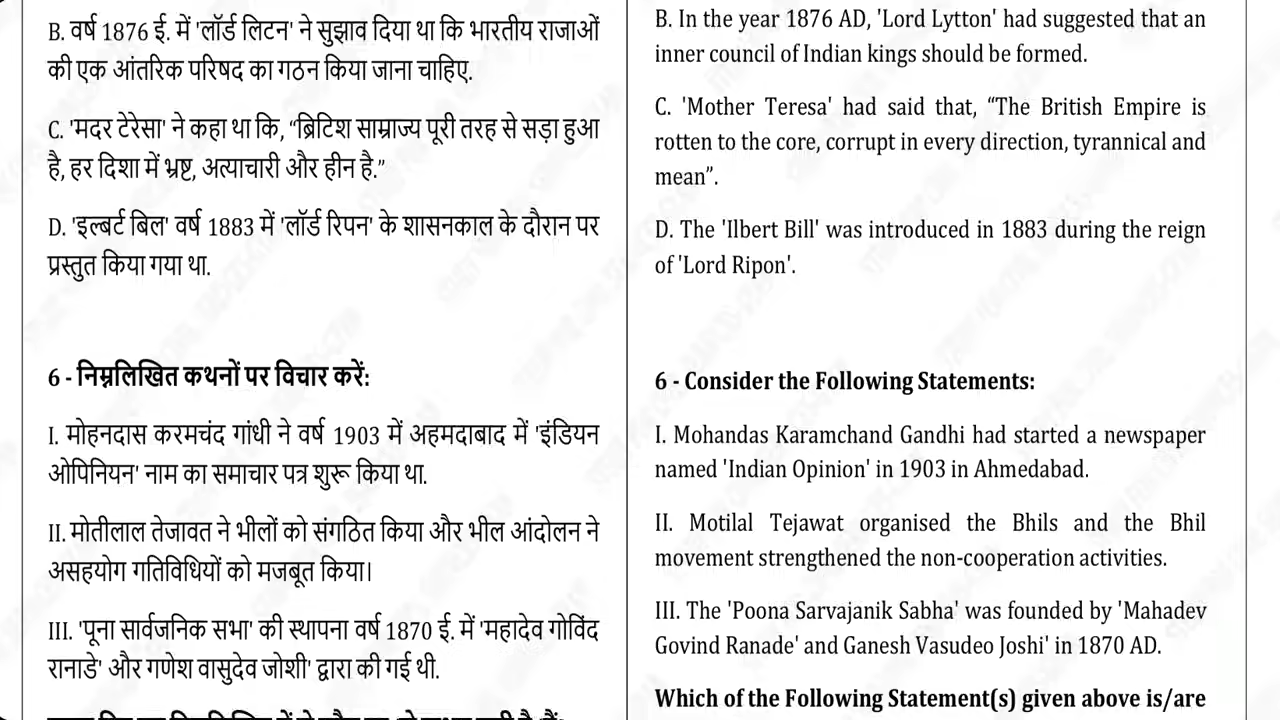 B. वर्ष 1876 ई. में 'लॉर्ड लिटन' ने सुझाव दिया था कि भारतीय राजाओं
की एक आंतरिक परिषद का गठन किया जाना चाहिए.
C. 'मदर टेरेसा' ने कहा था कि, “ब्रिटिश साम्राज्य पूरी तरह से सड़ा हुआ
है, हर दिशा में भ्रष्ट, अत्याचारी और हीन है.”
D. 'इल्बर्ट बिल' वर्ष 1883 में 'लॉर्ड रिपन' के शासनकाल के दौरान पर
प्रस्तुत किया गया था.
6 - निम्नलिखित कथनों पर विचार करें:
I. मोहनदास करमचंद गांधी ने वर्ष 1903 में अहमदाबाद में 'इंडियन
ओपिनियन' नाम का समाचार पत्र शुरू किया था.
II. मोतीलाल तेजावत ने भीलों को संगठित किया और भील आंदोलन ने
असहयोग गतिविधियों को मजबूत किया।
III. 'पूना सार्वजनिक सभा' की स्थापना वर्ष 1870 ई. में 'महादेव गोविंद
रानाडे' और गणेश वासुदेव जोशी' द्वारा की गई थी.
B. In the year 1876 AD, 'Lord Lytton' had suggested that an
inner council of Indian kings should be formed.
C. 'Mother Teresa' had said that, “The British Empire is
rotten to the core, corrupt in every direction, tyrannical and
mean”.
D. The 'Ilbert Bill' was introduced in 1883 during the reign
of 'Lord Ripon'.
6 - Consider the Following Statements:
I. Mohandas Karamchand Gandhi had started a newspaper
named 'Indian Opinion' in 1903 in Ahmedabad.
II. Motilal Tejawat organised the Bhils and the Bhil
movement strengthened the non-cooperation activities.
III. The 'Poona Sarvajanik Sabha' was founded by 'Mahadev
Govind Ranade' and Ganesh Vasudeo Joshi' in 1870 AD.
Which of the Following Statement(s) given above is/are